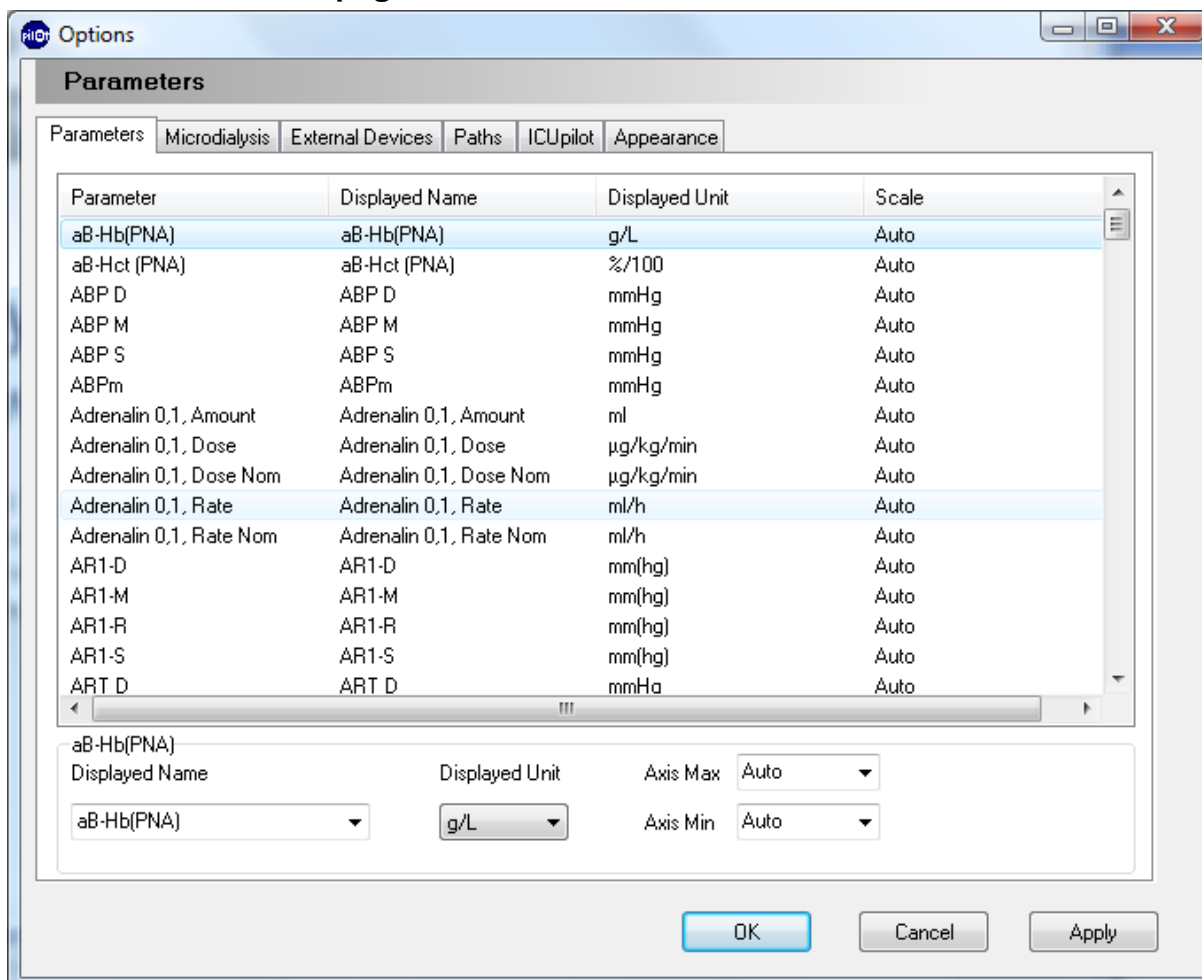 PiLOt Options
Parameters
Parameters Microdialysis External Devices Paths ICUpilot Appearance
Parameter Displayed Name Displayed Unit Scale
aB-Hb(PNA) aB-Hb(PNA) g/L Auto
aB-Hct (PNA) aB-Hct (PNA) %/100 Auto
ABP D ABP D mmHg Auto
ABP M ABP M mmHg Auto
ABP S ABP S mmHg Auto
ABPm ABPm mmHg Auto
Adrenalin 0,1, Amount Adrenalin 0,1, Amount ml Auto
Adrenalin 0,1, Dose Adrenalin 0,1, Dose µg/kg/min Auto
Adrenalin 0,1, Dose Nom Adrenalin 0,1, Dose Nom µg/kg/min Auto
Adrenalin 0,1, Rate Adrenalin 0,1, Rate ml/h Auto
Adrenalin 0,1, Rate Nom Adrenalin 0,1, Rate Nom ml/h Auto
AR1-D AR1-D mm(hg) Auto
AR1-M AR1-M mm(hg) Auto
AR1-R AR1-R mm(hg) Auto
AR1-S AR1-S mm(hg) Auto
ART D ART D mmHg Auto
aB-Hb(PNA)
Displayed Name Displayed Unit Axis Max Auto
aB-Hb(PNA) g/L Axis Min Auto
OK Cancel Apply